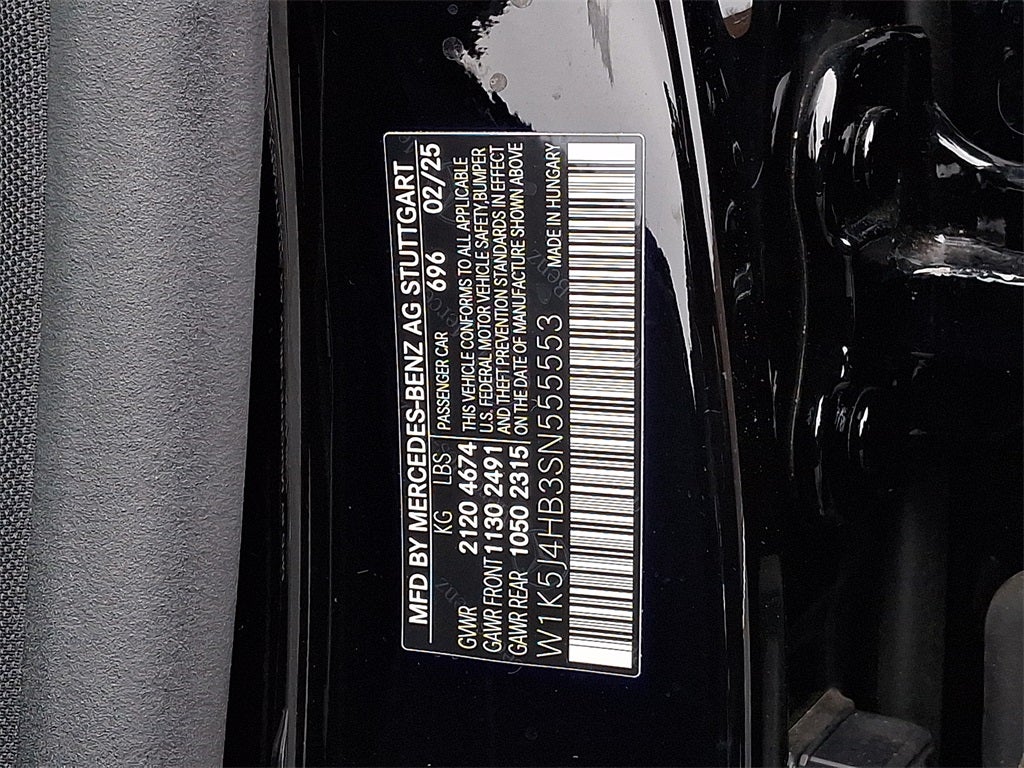 MFD BY MERCEDES-BENZ AG STUTTGART
KG LBS PASSENGER CAR 696 02/25
GVWR 2120 4674 THIS VEHICLE CONFORMS TO ALL APPLICABLE
GAWR FRONT 1130 2491 U.S. FEDERAL MOTOR VEHICLE SAFETY, BUMPER
GAWR REAR 1050 2315 AND THEFT PREVENTION STANDARDS IN EFFECT
ON THE DATE OF MANUFACTURE SHOWN ABOVE
W1K5J4HB3SN555553 MADE IN HUNGARY